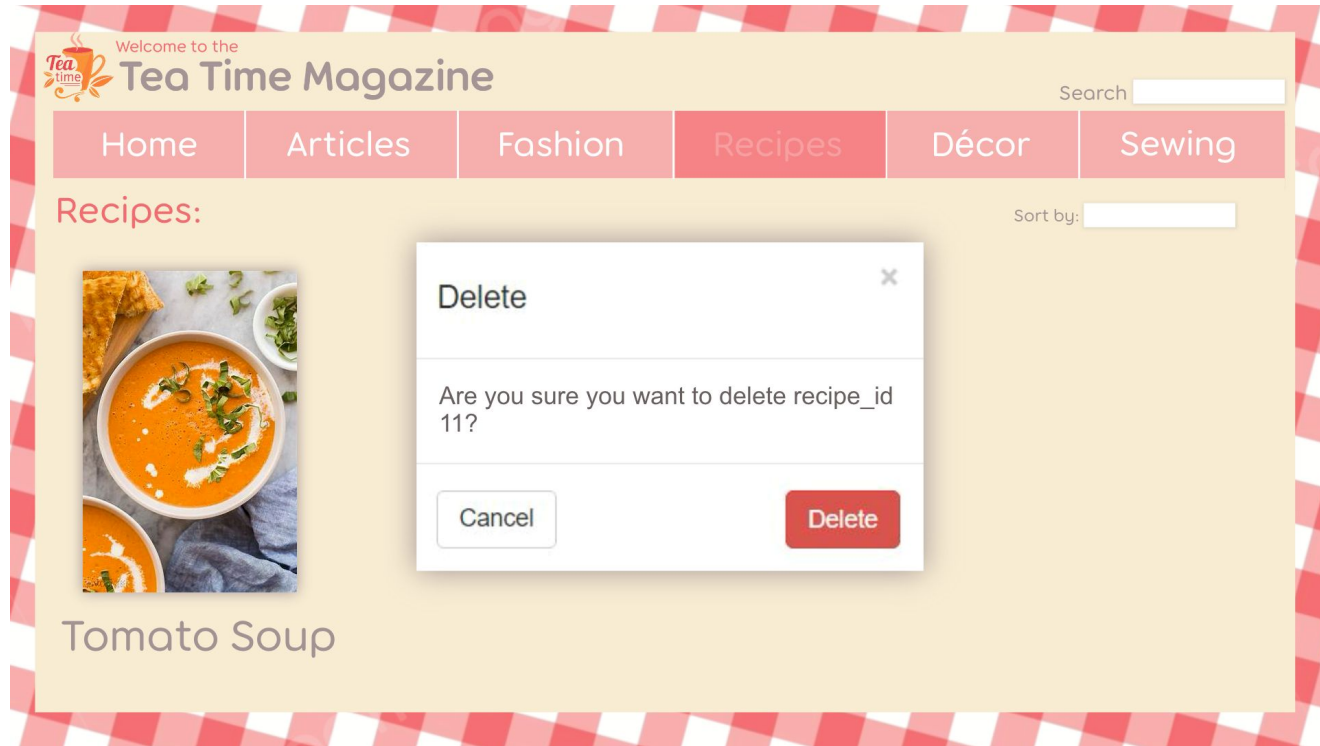 Tea
time
Welcome to the
Tea Time Magazine
Search
Home Articles Fashion Recipes Décor Sewing
Recipes:
Sort by:
Delete
×
Are you sure you want to delete recipe_id
11?
Cancel Delete
Tomato Soup